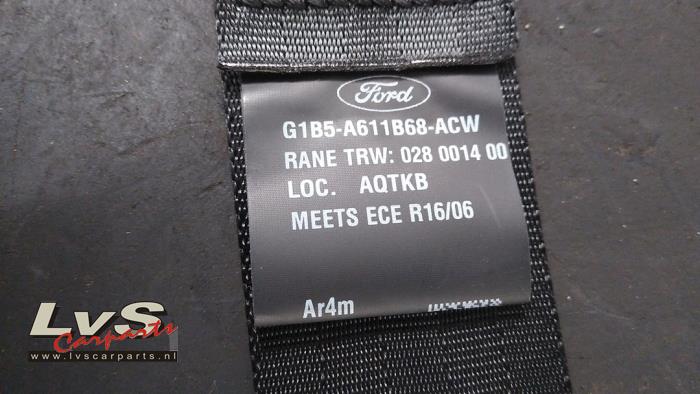 Ford
G1B5-A611B68-ACW
RANE TRW: 028 0014 00
LOC. AQTKB
MEETS ECE R16/06
Ar4m
LvS
Carparts
www.lvscarparts.nl